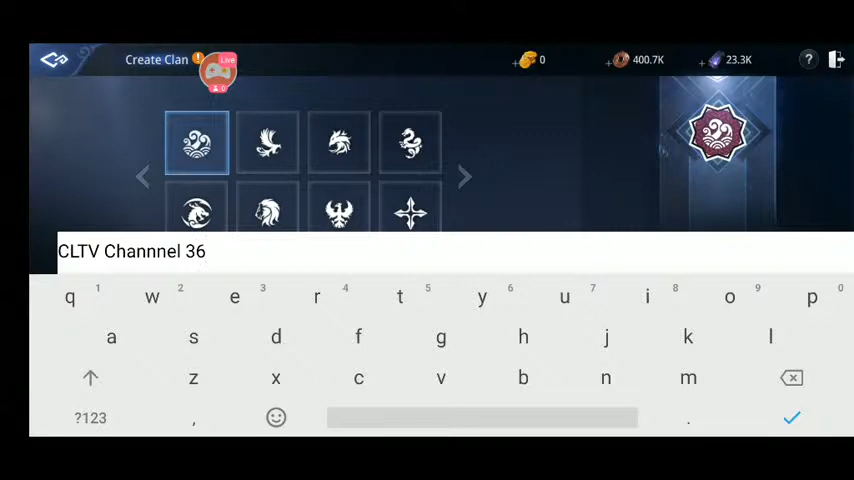 Create Clan
Live
0
0
400.7K
23.3K
?
CLTV Channnel 36
q 1 w 2 e 3 r 4 t 5 y 6 u 7 i 8 o 9 p 0
a s d f g h j k l
z x c v b n m
?123 , .